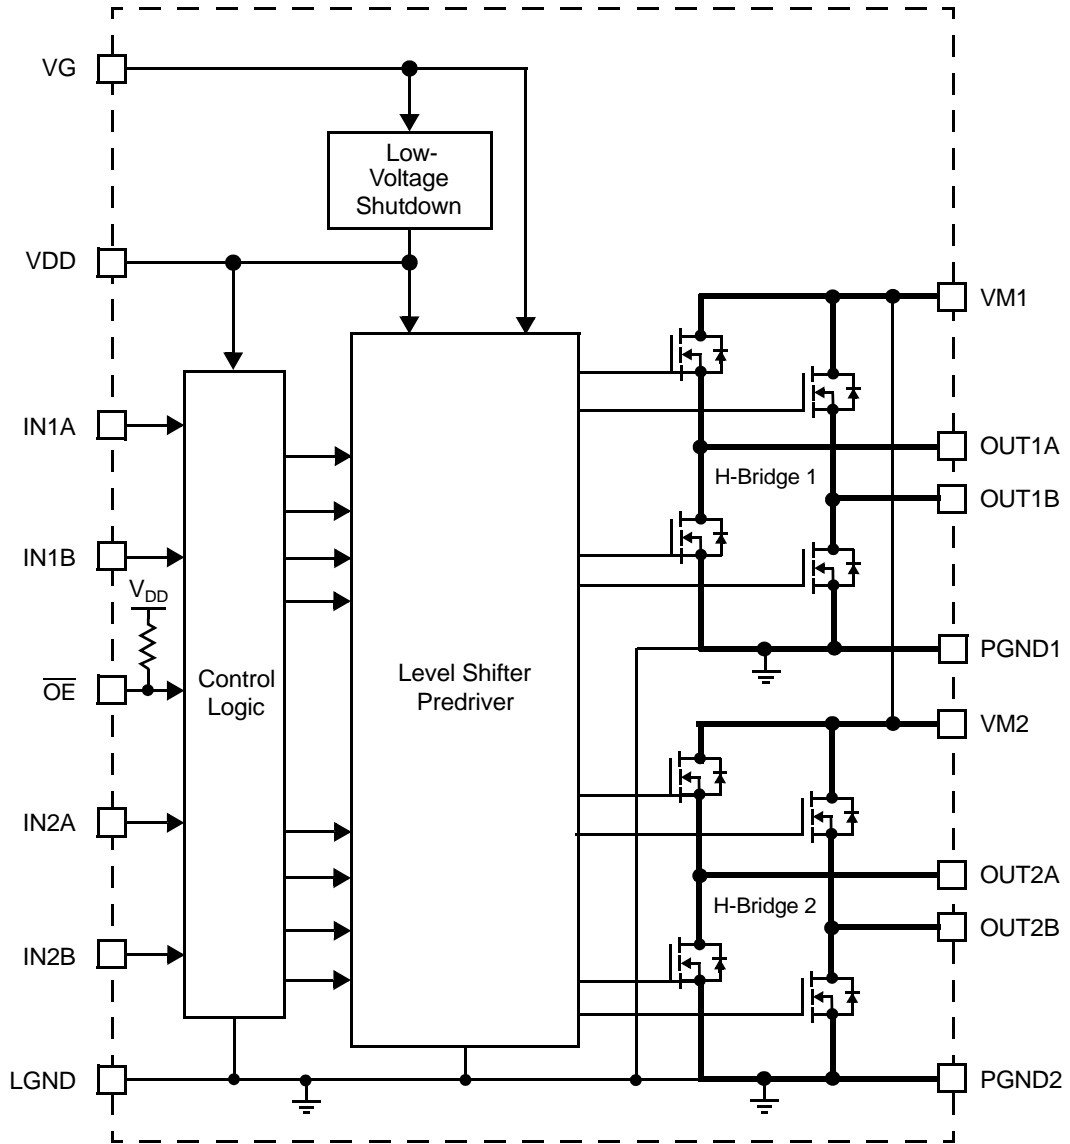 VG
Low-
Voltage
Shutdown
VDD
VM1
IN1A
OUT1A
H-Bridge 1
OUT1B
IN1B
VDD
PGND1
Level Shifter
Predriver
Control
Logic
OE
VM2
IN2A
OUT2A
H-Bridge 2
OUT2B
IN2B
LGND
PGND2